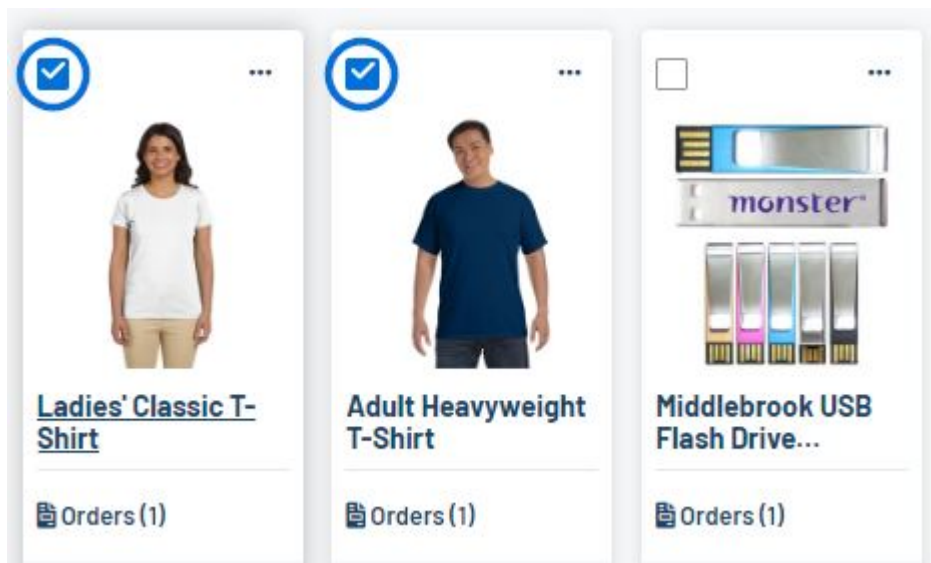 monster
Ladies' Classic T-
Shirt
Orders (1)
Adult Heavyweight
T-Shirt
Orders (1)
Middlebrook USB
Flash Drive...
Orders (1)